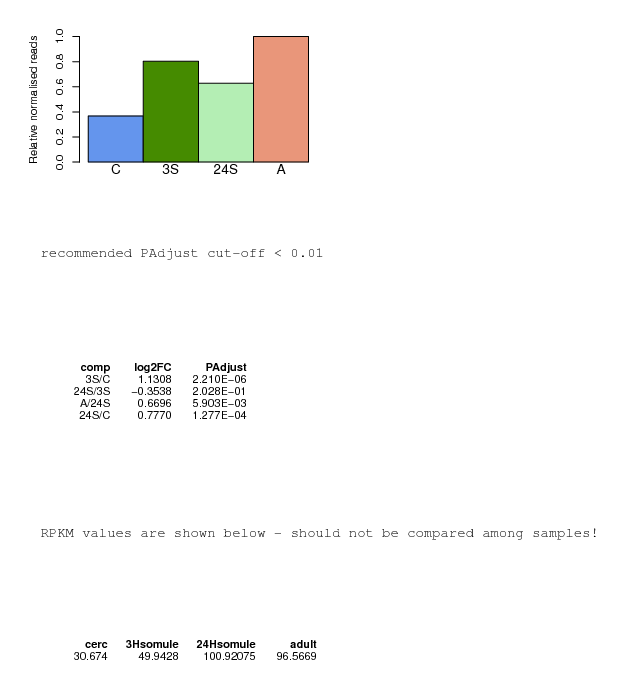 Relative normalised reads
1.0
0.8
0.6
0.4
0.2
0.0
C 3S 24S A
recommended PAdjust cut-off < 0.01
comp log2FC PAdjust
3S/C 1.1308 2.210E−06
24S/3S −0.3538 2.028E−01
A/24S 0.6696 5.903E−03
24S/C 0.7770 1.277E−04
RPKM values are shown below - should not be compared among samples!
cerc 3Hsomule 24Hsomule adult
30.674 49.9428 100.92075 96.5669